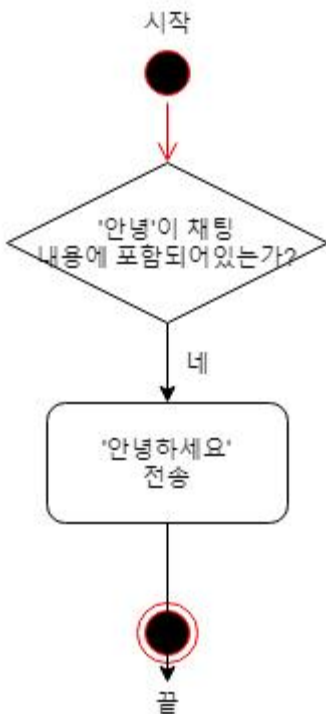 시작
'안녕'이 채팅
내용에 포함되어있는가?
네
'안녕하세요'
전송
끝